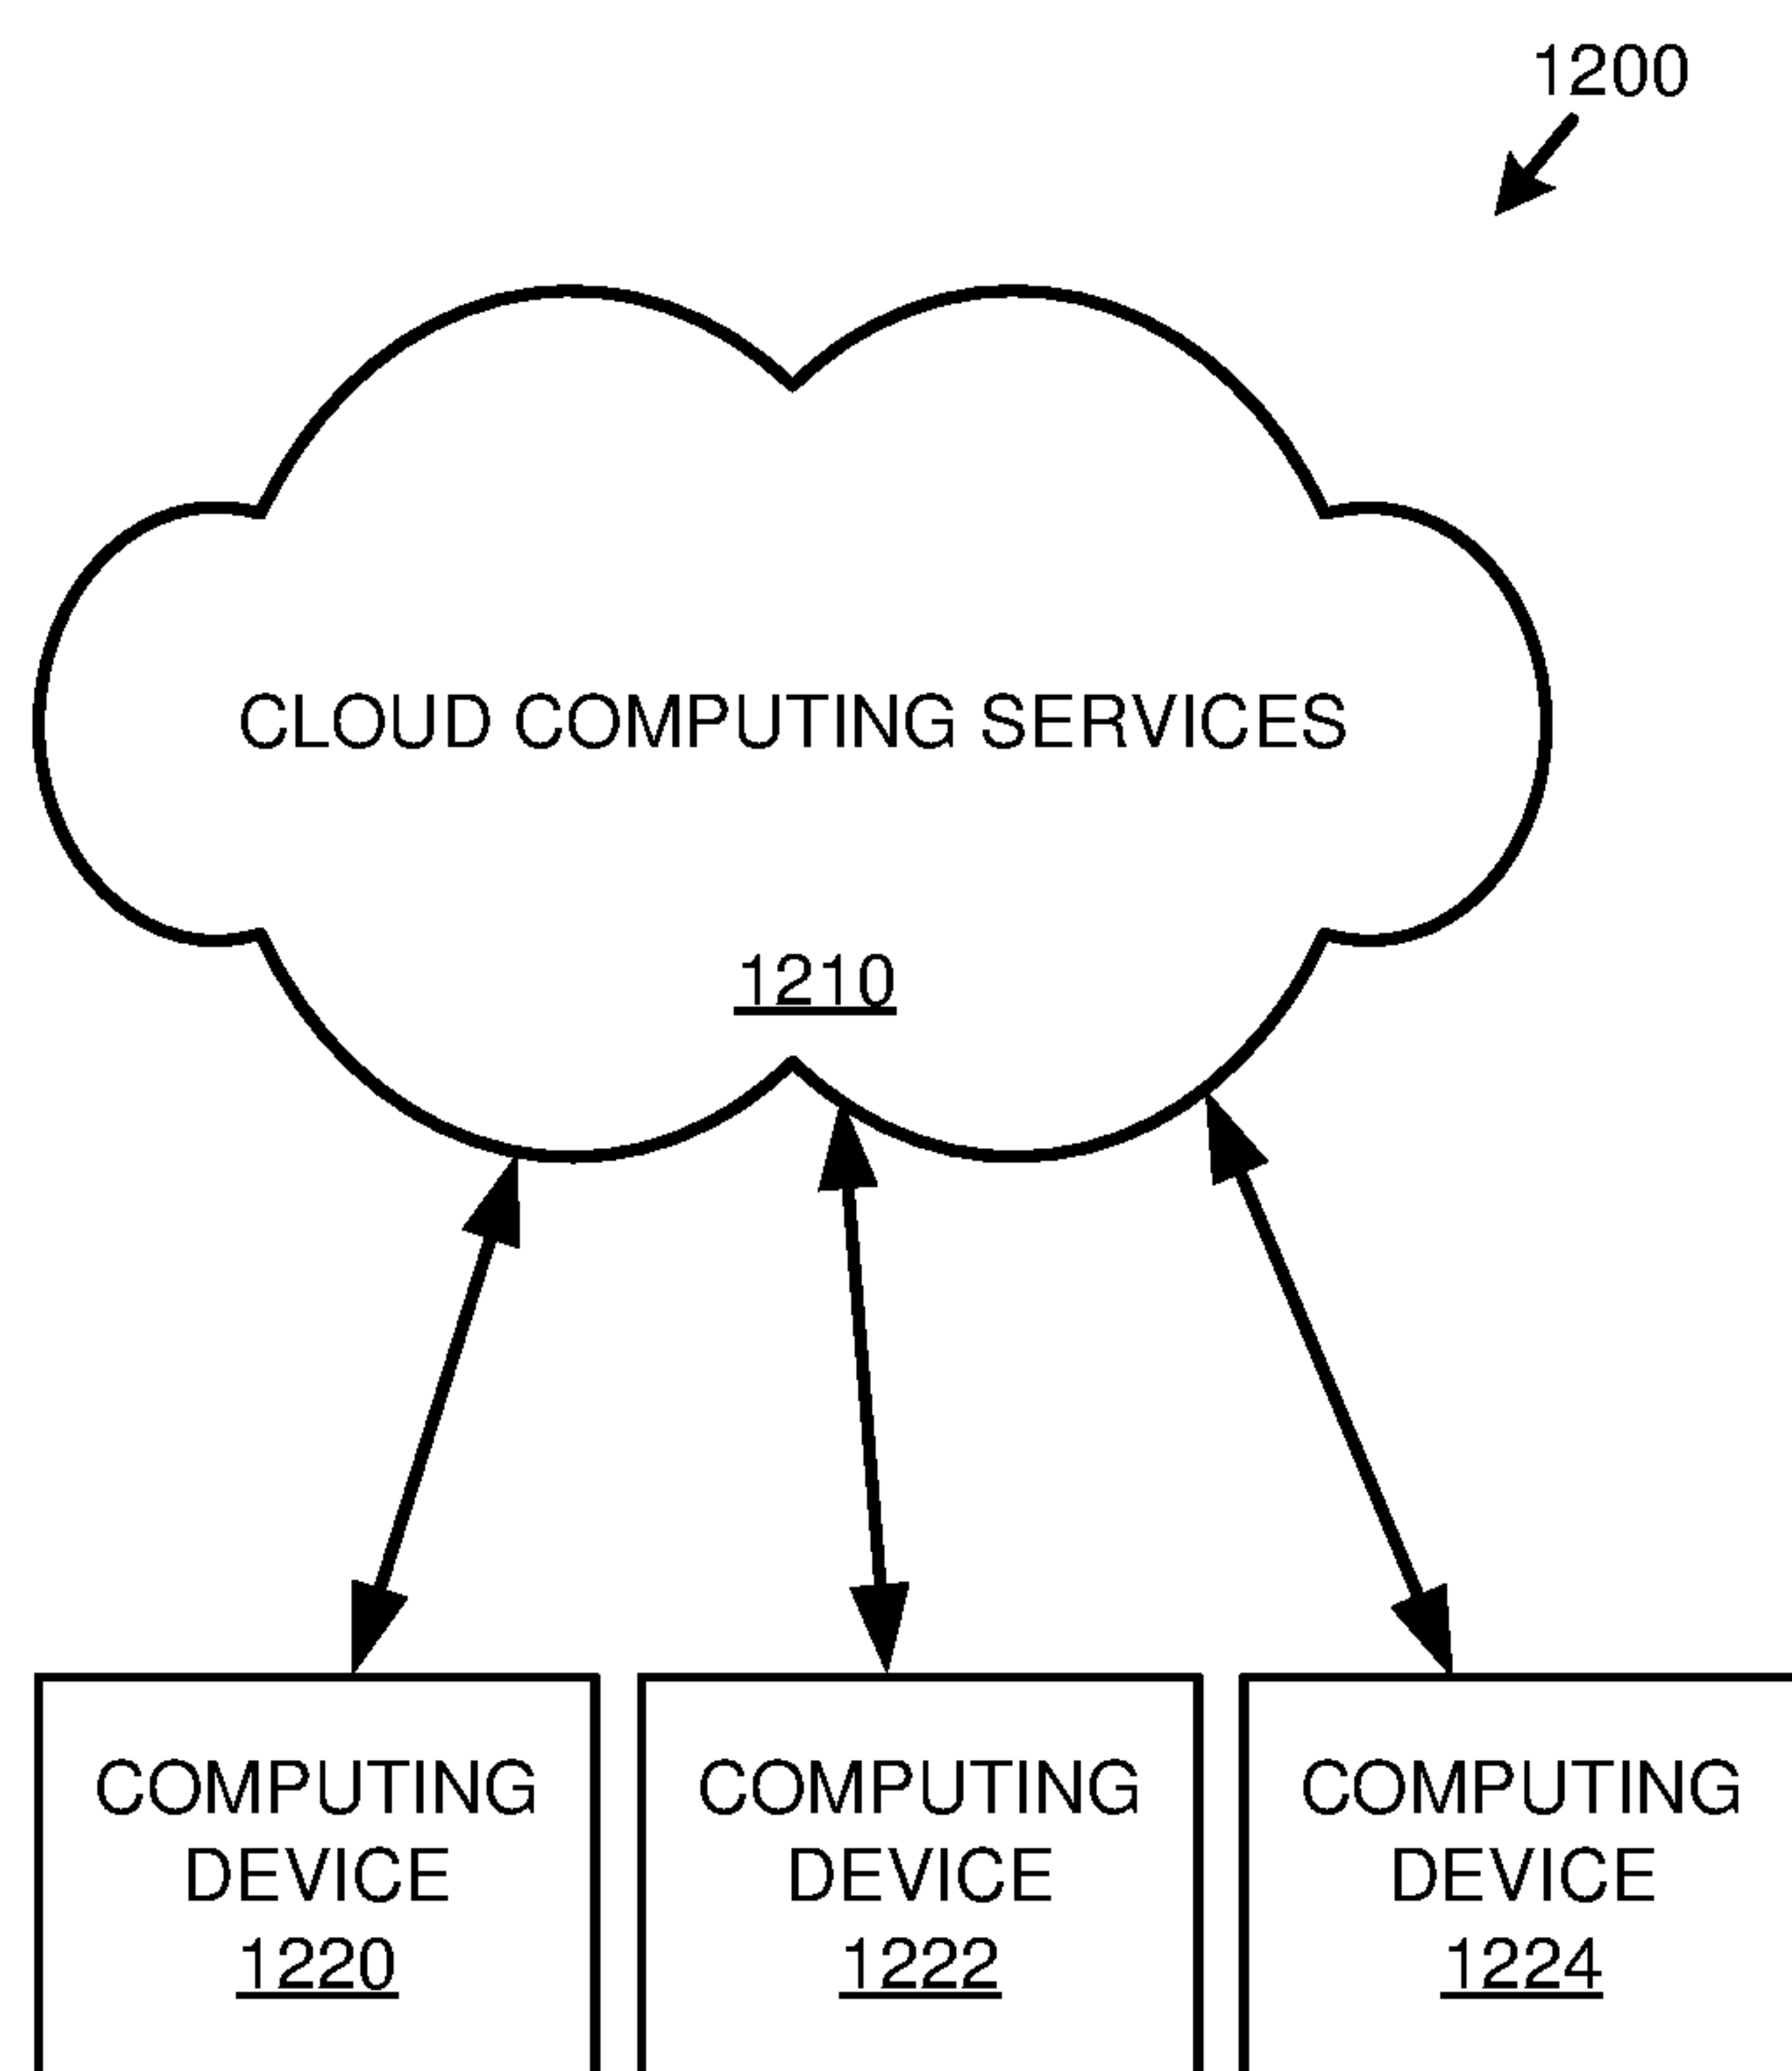 1200
CLOUD COMPUTING SERVICES
1210
COMPUTING
DEVICE
1220
COMPUTING
DEVICE
1222
COMPUTING
DEVICE
1224